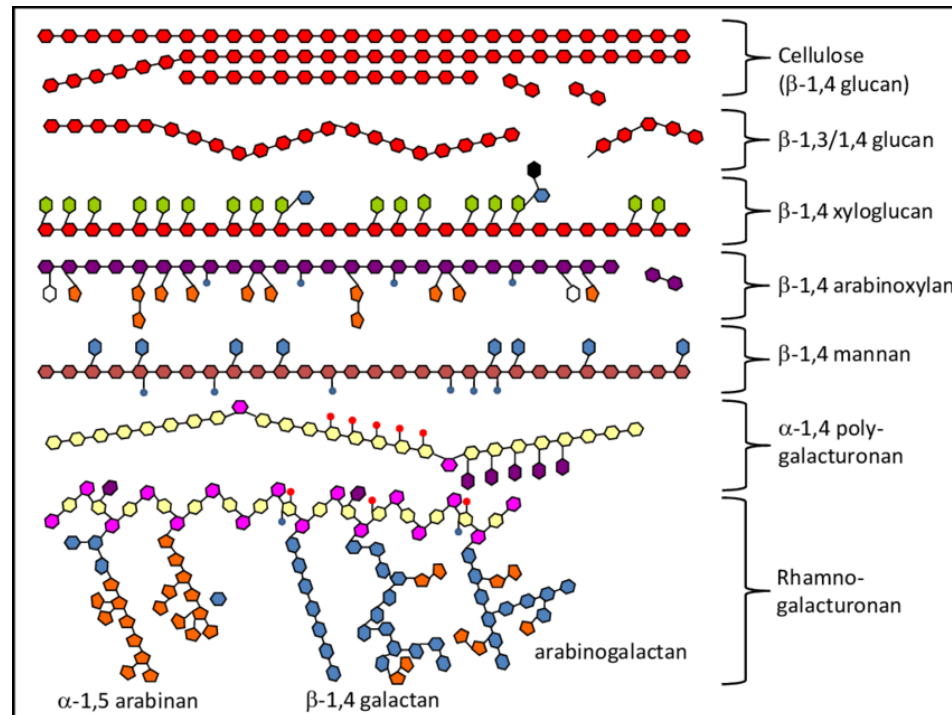 Cellulose
(β-1,4 glucan)
β-1,3/1,4 glucan
β-1,4 xyloglucan
β-1,4 arabinoxylan
β-1,4 mannan
α-1,4 poly-
galacturonan
Rhamno-
galacturonan
arabinogalactan
α-1,5 arabinan
β-1,4 galactan